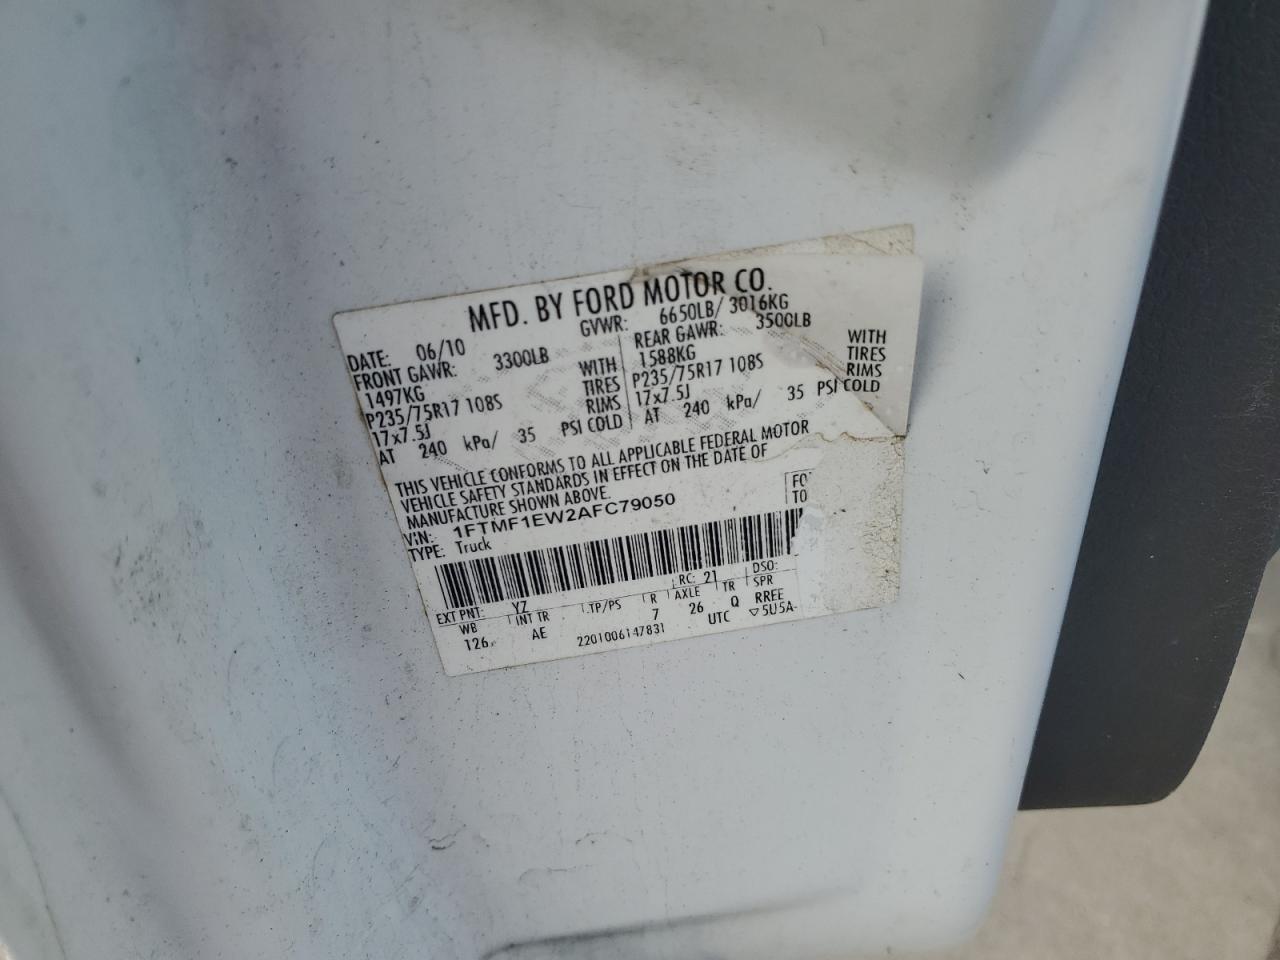 MFD. BY FORD MOTOR CO.
DATE: 06/10 GVWR: 6650LB/ 3016KG
FRONT GAWR: 3300LB REAR GAWR: 3500LB
1497KG WITH 1588KG WITH
P235/75R17 108S TIRES P235/75R17 108S TIRES
17x7.5J RIMS 17x7.5J RIMS
AT 240 kPa/ 35 PSI COLD AT 240 kPa/ 35 PSI COLD
THIS VEHICLE CONFORMS TO ALL APPLICABLE FEDERAL MOTOR
VEHICLE SAFETY STANDARDS IN EFFECT ON THE DATE OF
MANUFACTURE SHOWN ABOVE.
VIN: 1FTMF1EW2AFC79050
TYPE: Truck
EXT PNT: YZ RC: 21 DSO:
WB INT TR TP/PS R AXLE TR SPR
126 AE 7 26 Q RREE
2201006147831 UTC ▽5U5A-